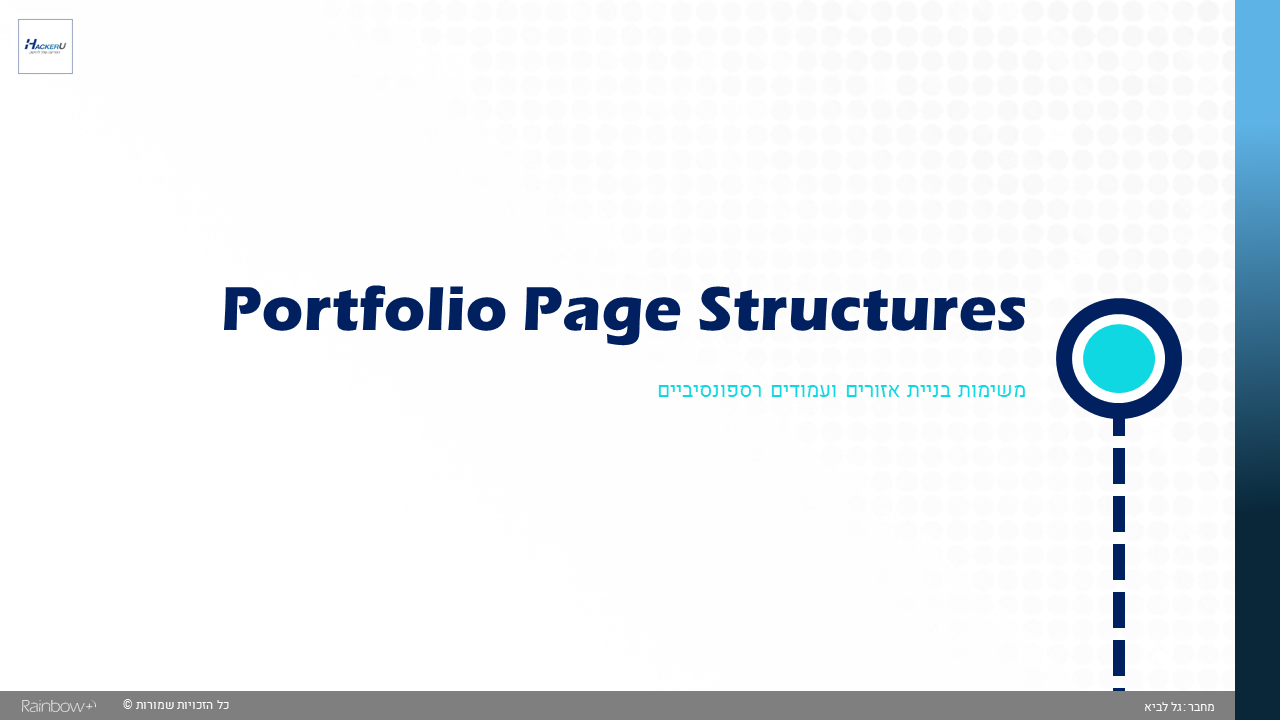 HACKERU
Portfolio Page Structures
משימות בניית אזורים ועמודים רספונסיביים
מחבר: גל לביא
כל הזכויות שמורות ©
Rainbow+